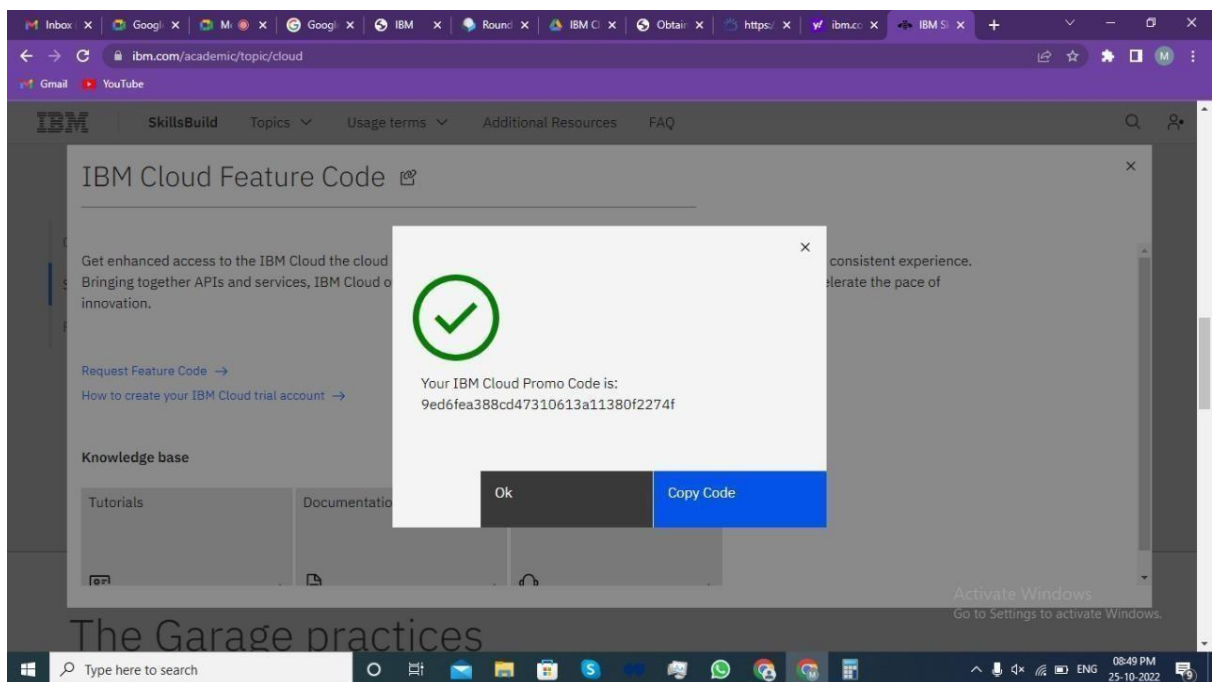 Inbox
Googl
M
Googl
IBM
Round
IBM Cl
Obtain
https:/
ibm.co
IBM S
ibm.com/academic/topic/cloud
M
Gmail
YouTube
IBM
SkillsBuild
Topics
Usage terms
Additional Resources
FAQ
IBM Cloud Feature Code
Get enhanced access to the IBM Cloud the cloud
consistent experience.
Bringing together APIs and services, IBM Cloud o
elerate the pace of
innovation.
Request Feature Code →
How to create your IBM Cloud trial account →
Your IBM Cloud Promo Code is:
9ed6fea388cd47310613a11380f2274f
Ok
Copy Code
Knowledge base
Tutorials
Documentatio
Activate Windows
Go to Settings to activate Windows.
The Garage practices
Type here to search
ENG
08:49 PM
25-10-2022